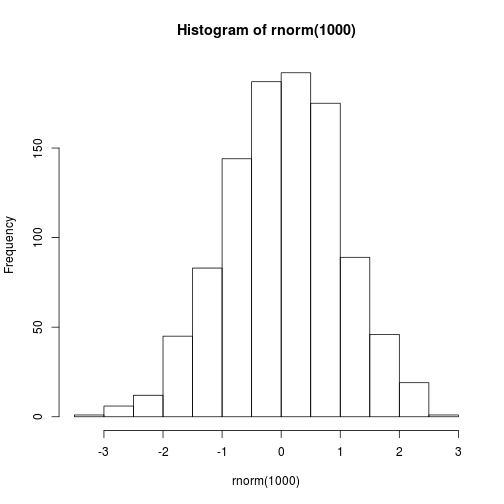 Histogram of rnorm(1000)
Frequency
150
100
50
0
-3 -2 -1 0 1 2 3
rnorm(1000)